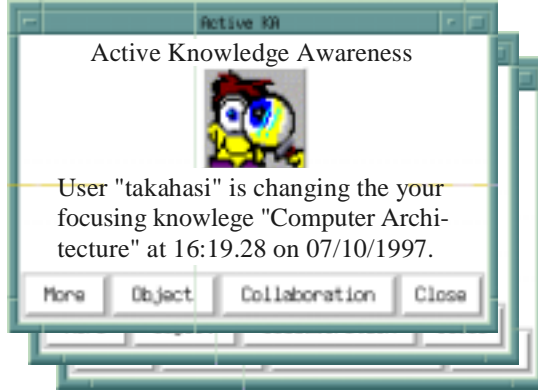 Active KA
Active Knowledge Awareness
User "takahasi" is changing the your
focusing knowlege "Computer Archi-
tecture" at 16:19.28 on 07/10/1997.
More Object Collaboration Close